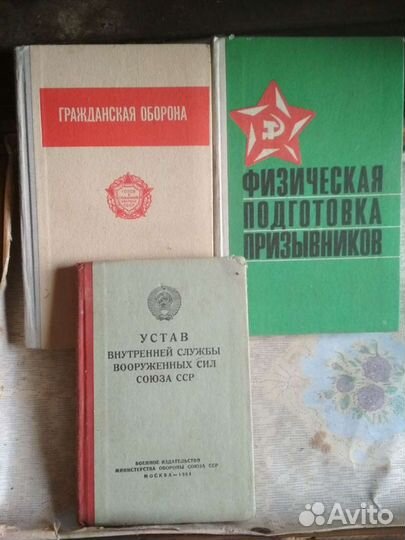 ГРАЖДАНСКАЯ ОБОРОНА
ФИЗИЧЕСКАЯ
ПОДГОТОВКА
ПРИЗЫВНИКОВ
УСТАВ
ВНУТРЕННЕЙ СЛУЖБЫ
ВООРУЖЕННЫХ СИЛ
СОЮЗА ССР
ВОЕННОЕ ИЗДАТЕЛЬСТВО
МИНИСТЕРСТВА ОБОРОНЫ СОЮЗА ССР
МОСКВА—
Avito